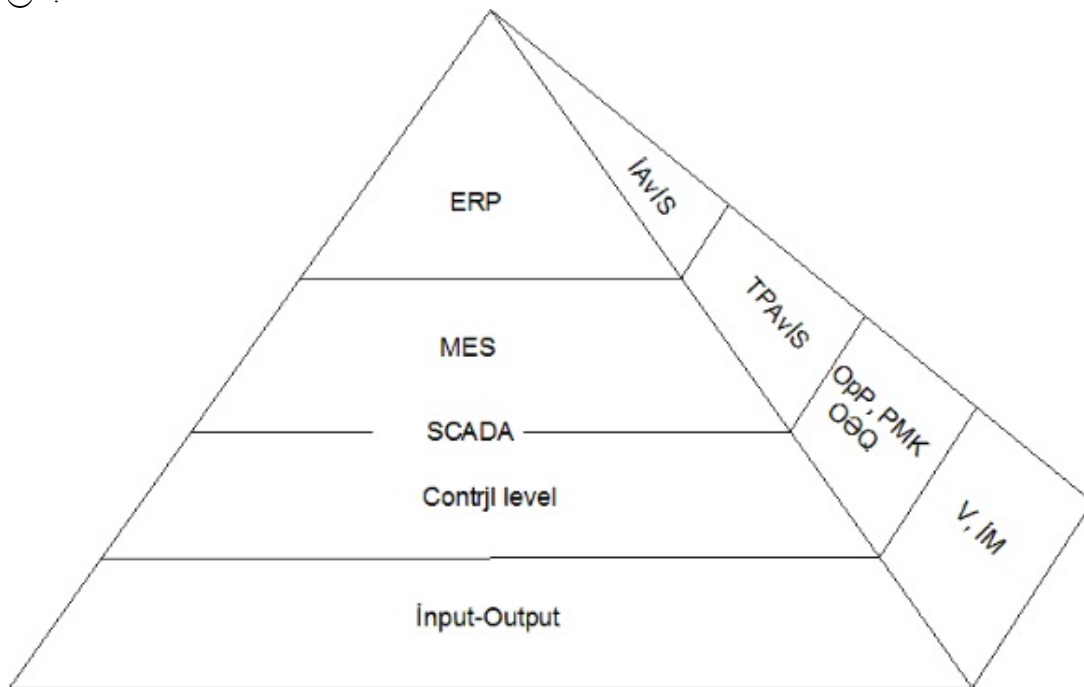 ERP
İAvİS
MES
TPAvİS
SCADA
OpP, PMK
OƏQ
Contrjl level
V, İM
İnput-Output